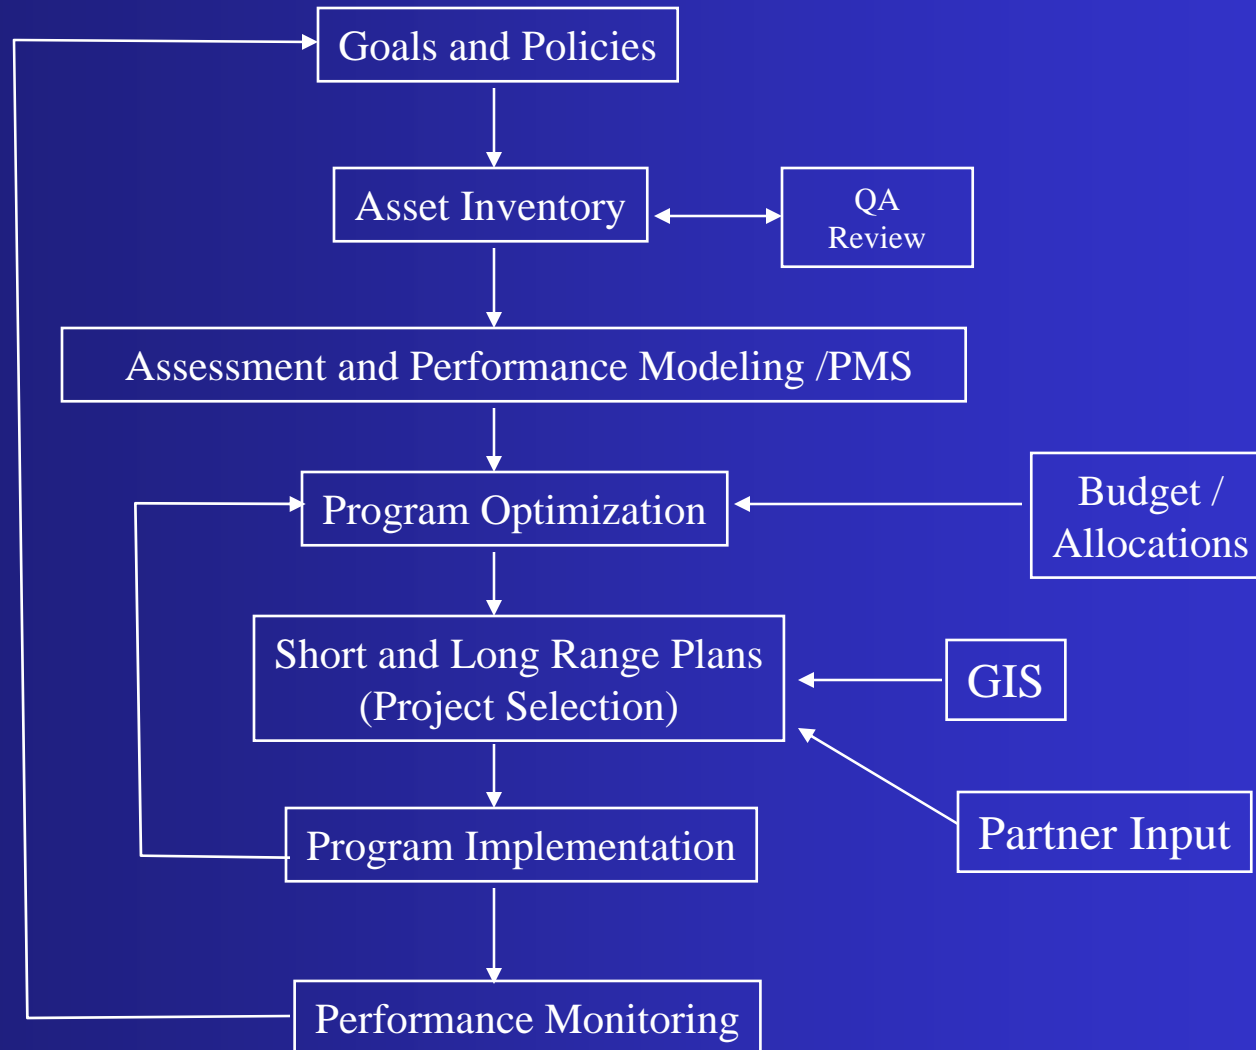 Goals and Policies
Asset Inventory
QA
Review
Assessment and Performance Modeling /PMS
Program Optimization
Budget /
Allocations
Short and Long Range Plans
(Project Selection)
GIS
Program Implementation
Partner Input
Performance Monitoring